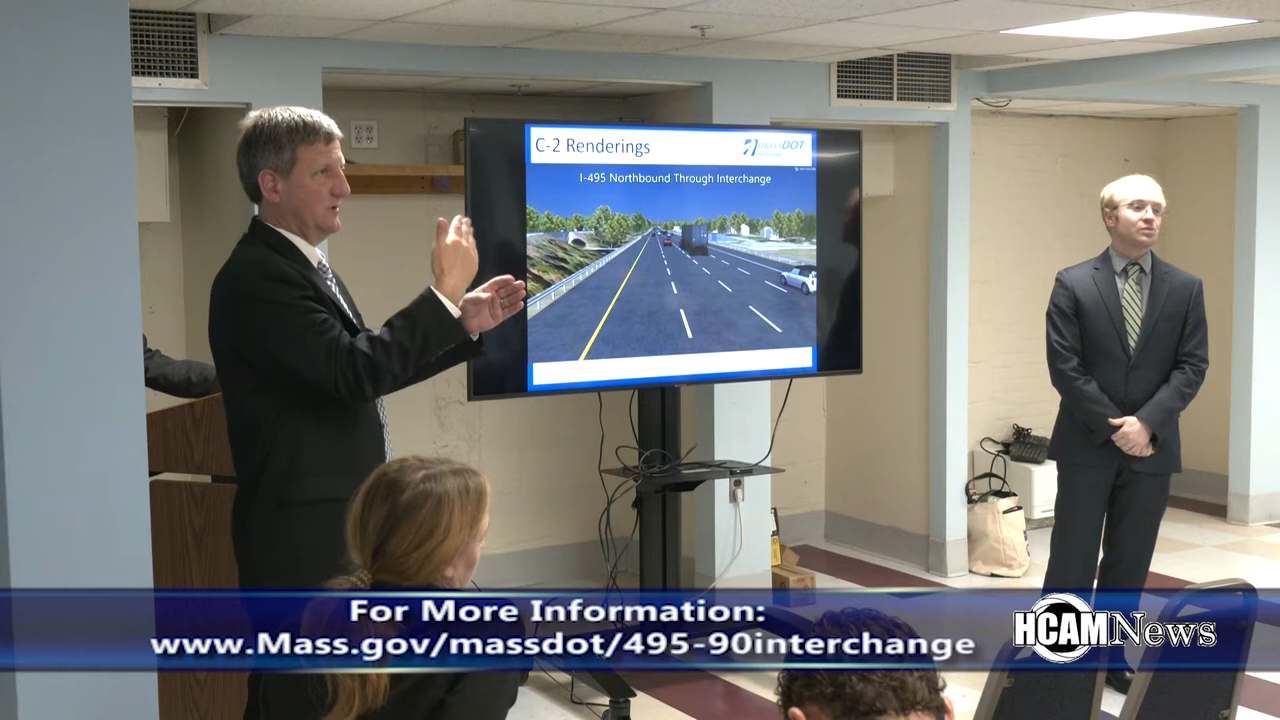 C-2 Renderings
massDOT
I-495 Northbound Through Interchange
For More Information:
www.Mass.gov/massdot/495-90interchange
HCAMNews